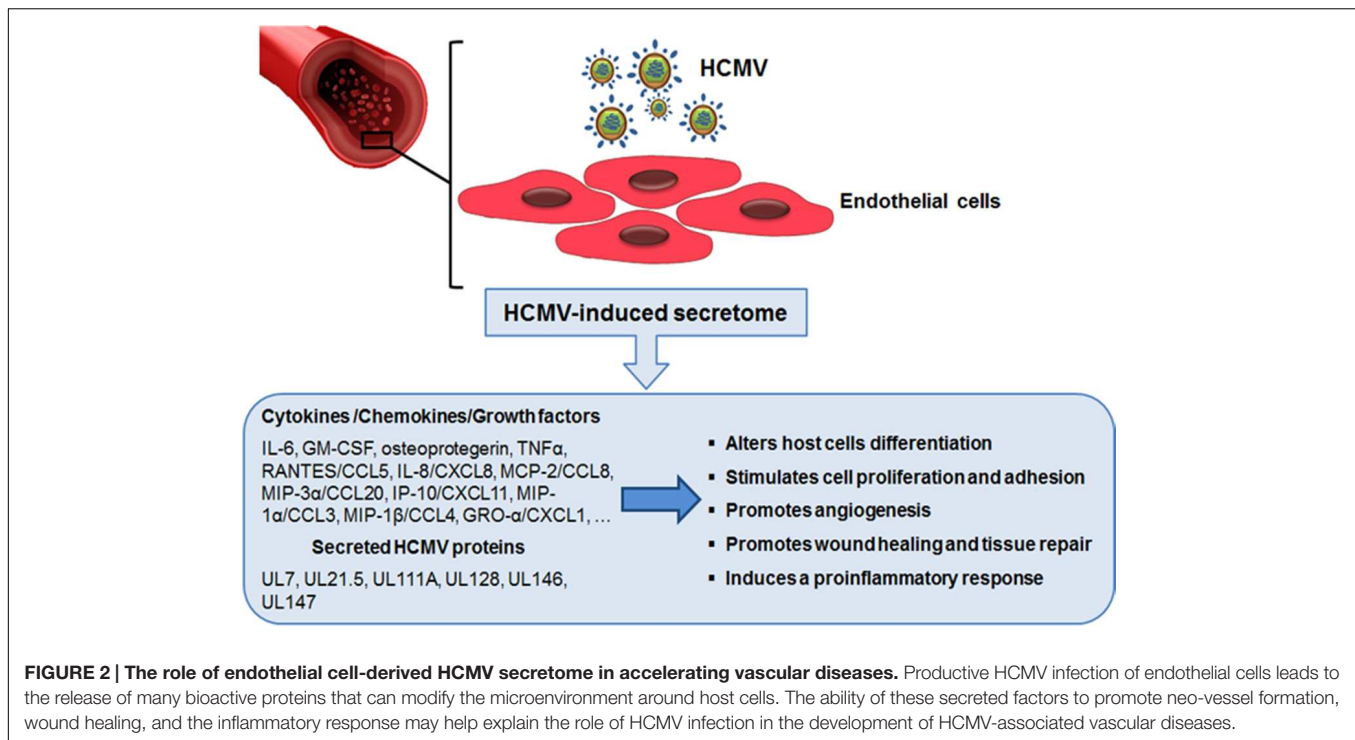 HCMV
Endothelial cells
HCMV-induced secretome
Cytokines /Chemokines/Growth factors
IL-6, GM-CSF, osteoprotegerin, TNFα,
RANTES/CCL5, IL-8/CXCL8, MCP-2/CCL8,
MIP-3α/CCL20, IP-10/CXCL11, MIP-
1α/CCL3, MIP-1β/CCL4, GRO-α/CXCL1, …
Secreted HCMV proteins
UL7, UL21.5, UL111A, UL128, UL146,
UL147
▪ Alters host cells differentiation
▪ Stimulates cell proliferation and adhesion
▪ Promotes angiogenesis
▪ Promotes wound healing and tissue repair
▪ Induces a proinflammatory response
FIGURE 2 | The role of endothelial cell-derived HCMV secretome in accelerating vascular diseases. Productive HCMV infection of endothelial cells leads to
the release of many bioactive proteins that can modify the microenvironment around host cells. The ability of these secreted factors to promote neo-vessel formation,
wound healing, and the inflammatory response may help explain the role of HCMV infection in the development of HCMV-associated vascular diseases.